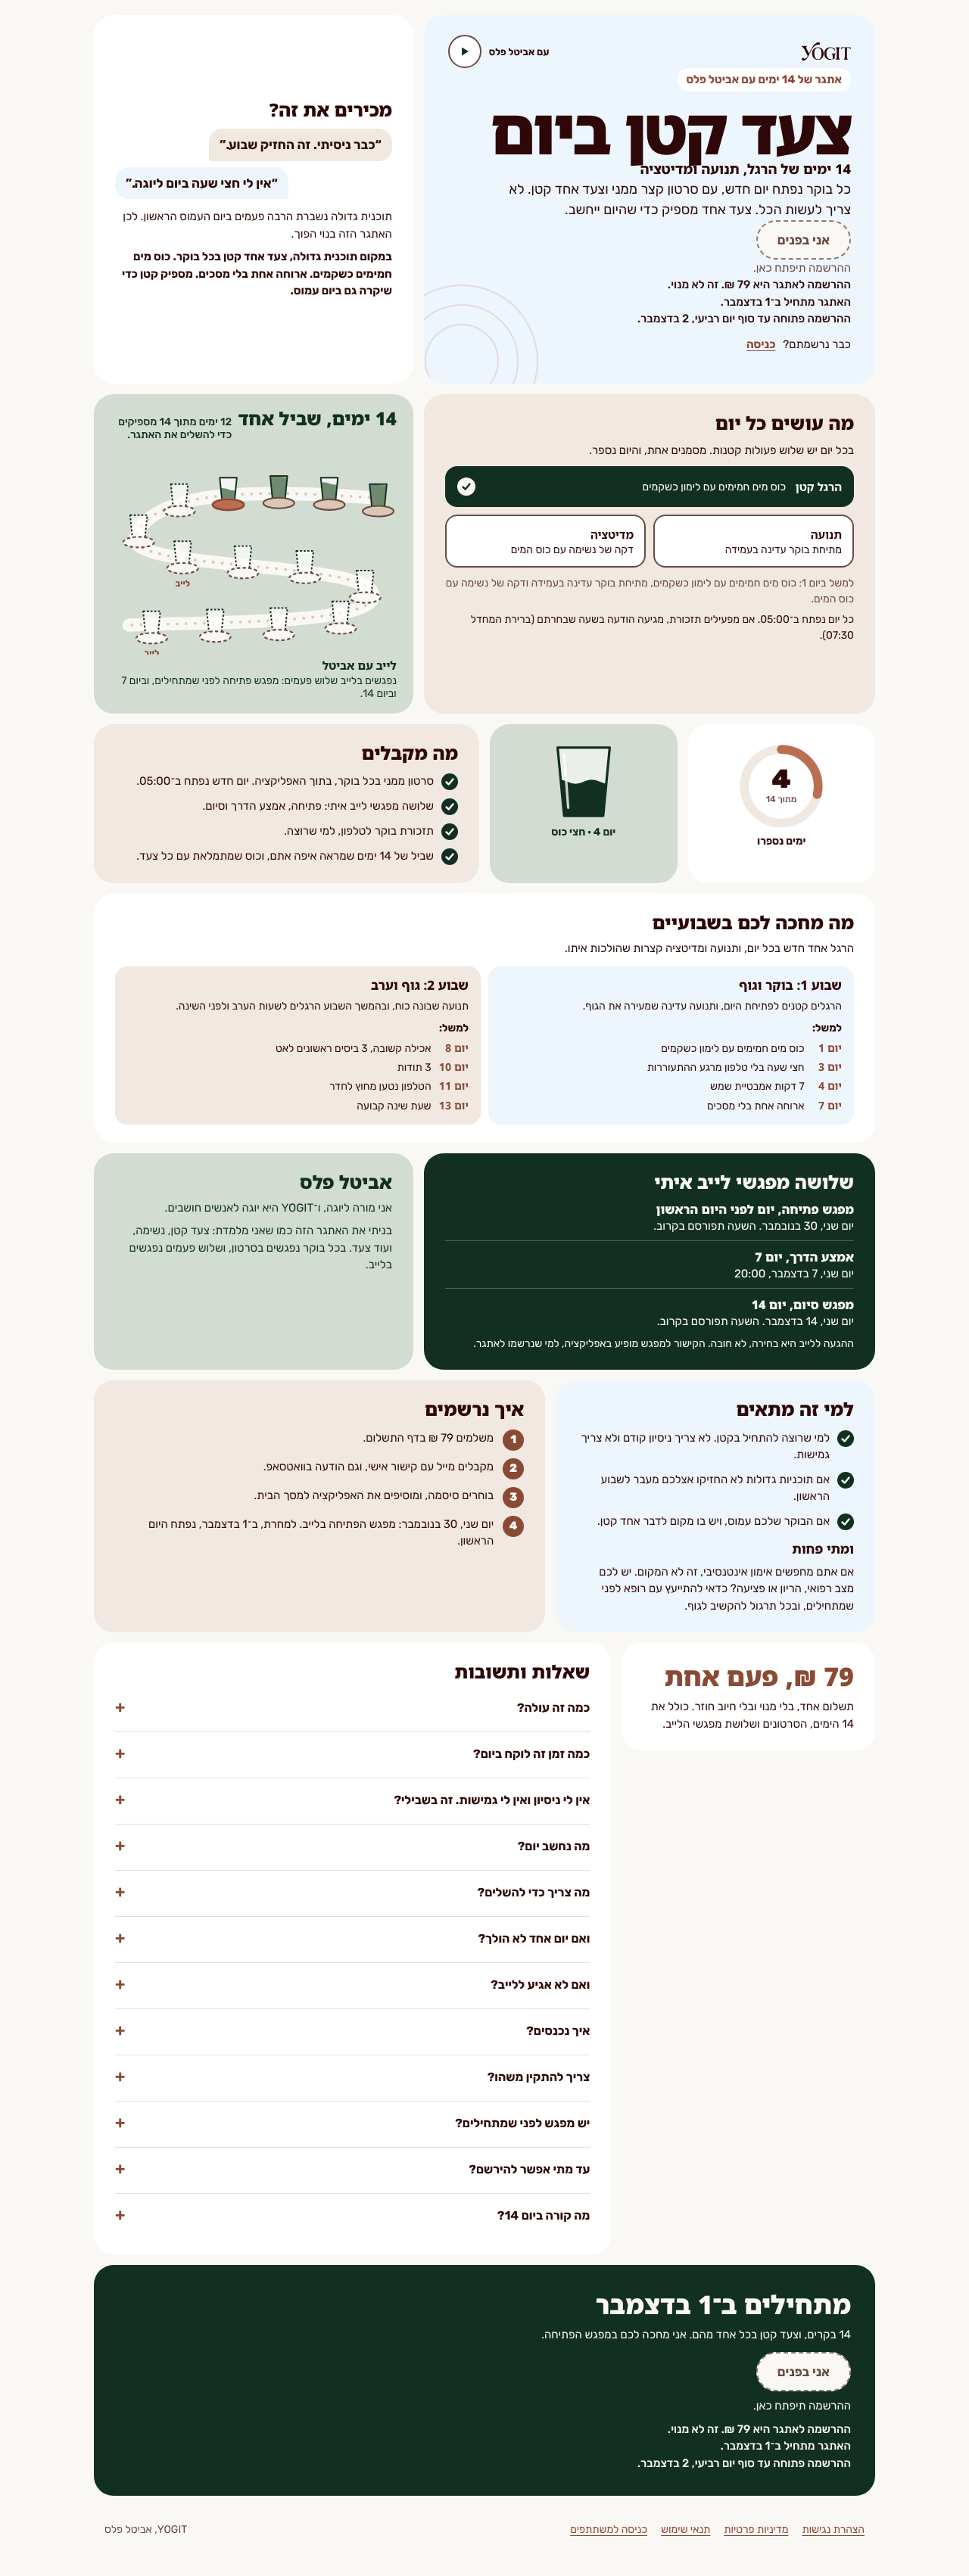 YOGIT
עם אביטל פלס
אתגר של 14 ימים עם אביטל פלס
צעד קטן ביום
14 ימים של הרגל, תנועה ומדיטציה
כל בוקר נפתח יום חדש, עם סרטון קצר ממני וצעד אחד קטן. לא
צריך לעשות הכל. צעד אחד מספיק כדי שהיום ייחשב.
אני בפנים
ההרשמה תיפתח כאן.
ההרשמה לאתגר היא 79 ₪. זה לא מנוי.
האתגר מתחיל ב־1 בדצמבר.
ההרשמה פתוחה עד סוף יום רביעי, 2 בדצמבר.
כבר נרשמתם? כניסה
מכירים את זה?
"כבר ניסיתי. זה החזיק שבוע."
"אין לי חצי שעה ביום ליוגה."
תוכנית גדולה נשברת הרבה פעמים ביום העמוס הראשון. לכן
האתגר הזה בנוי הפוך.
במקום תוכנית גדולה, צעד אחד קטן בכל בוקר. כוס מים
חמימים כשקמים. ארוחה אחת בלי מסכים. מספיק קטן כדי
שיקרה גם ביום עמוס.
מה עושים כל יום
בכל יום יש שלוש פעולות קטנות. מסמנים אחת, והיום נספר.
הרגל קטן כוס מים חמימים עם לימון כשקמים
תנועה
מתיחת בוקר עדינה בעמידה
מדיטציה
דקה של נשימה עם כוס המים
למשל ביום 1: כוס מים חמימים עם לימון כשקמים, מתיחת בוקר עדינה בעמידה ודקה של נשימה עם
כוס המים.
כל יום נפתח ב־05:00. אם מפעילים תזכורת, מגיעה הודעה בשעה שבחרתם (ברירת המחדל
07:30).
14 ימים, שביל אחד
12 ימים מתוך 14 מספיקים
כדי להשלים את האתגר.
לייב
לייב
לייב עם אביטל
נפגשים בלייב שלוש פעמים: מפגש פתיחה לפני שמתחילים, וביום 7
וביום 14.
4
מתוך 14
ימים נספרו
יום 4 · חצי כוס
מה מקבלים
סרטון ממני בכל בוקר, בתוך האפליקציה. יום חדש נפתח ב־05:00.
שלושה מפגשי לייב איתי: פתיחה, אמצע הדרך וסיום.
תזכורת בוקר לטלפון, למי שרוצה.
שביל של 14 ימים שמראה איפה אתם, וכוס שמתמלאת עם כל צעד.
מה מחכה לכם בשבועיים
הרגל אחד חדש בכל יום, ותנועה ומדיטציה קצרות שהולכות איתו.
שבוע 1: בוקר וגוף
הרגלים קטנים לפתיחת היום, ותנועה עדינה שמעירה את הגוף.
למשל:
יום 1 כוס מים חמימים עם לימון כשקמים
יום 3 חצי שעה בלי טלפון מרגע ההתעוררות
יום 4 7 דקות אמבטיית שמש
יום 7 ארוחה אחת בלי מסכים
שבוע 2: גוף וערב
תנועה שבונה כוח, ובהמשך השבוע הרגלים לשעות הערב ולפני השינה.
למשל:
יום 8 אכילה קשובה, 3 ביסים ראשונים לאט
יום 10 3 תודות
יום 11 הטלפון נטען מחוץ לחדר
יום 13 שעת שינה קבועה
שלושה מפגשי לייב איתי
מפגש פתיחה, יום לפני היום הראשון
יום שני, 30 בנובמבר. השעה תפורסם בקרוב.
אמצע הדרך, יום 7
יום שני, 7 בדצמבר, 20:00
מפגש סיום, יום 14
יום שני, 14 בדצמבר. השעה תפורסם בקרוב.
ההגעה ללייב היא בחירה, לא חובה. הקישור למפגש מופיע באפליקציה, למי שנרשמו לאתגר.
אביטל פלס
אני מורה ליוגה, ו־YOGIT היא יוגה לאנשים חושבים.
בניתי את האתגר הזה כמו שאני מלמדת: צעד קטן, נשימה,
ועוד צעד. בכל בוקר נפגשים בסרטון, ושלוש פעמים נפגשים
בלייב.
למי זה מתאים
למי שרוצה להתחיל בקטן. לא צריך ניסיון קודם ולא צריך
גמישות.
אם תוכניות גדולות לא החזיקו אצלכם מעבר לשבוע
הראשון.
אם הבוקר שלכם עמוס, ויש בו מקום לדבר אחד קטן.
ומתי פחות
אם אתם מחפשים אימון אינטנסיבי, זה לא המקום. יש לכם
מצב רפואי, הריון או פציעה? כדאי להתייעץ עם רופא לפני
שמתחילים, ובכל תרגול להקשיב לגוף.
איך נרשמים
1 משלמים 79 ₪ בדף התשלום.
2 מקבלים מייל עם קישור אישי, וגם הודעה בוואטסאפ.
3 בוחרים סיסמה, ומוסיפים את האפליקציה למסך הבית.
4 יום שני, 30 בנובמבר: מפגש הפתיחה בלייב. למחרת, ב־1 בדצמבר, נפתח היום
הראשון.
79 ₪, פעם אחת
תשלום אחד, בלי מנוי ובלי חיוב חוזר. כולל את
14 הימים, הסרטונים ושלושת מפגשי הלייב.
שאלות ותשובות
כמה זה עולה? +
כמה זמן זה לוקח ביום? +
אין לי ניסיון ואין לי גמישות. זה בשבילי? +
מה נחשב יום? +
מה צריך כדי להשלים? +
ואם יום אחד לא הולך? +
ואם לא אגיע ללייב? +
איך נכנסים? +
צריך להתקין משהו? +
יש מפגש לפני שמתחילים? +
עד מתי אפשר להירשם? +
מה קורה ביום 14? +
מתחילים ב־1 בדצמבר
14 בקרים, וצעד קטן בכל אחד מהם. אני מחכה לכם במפגש הפתיחה.
אני בפנים
ההרשמה תיפתח כאן.
ההרשמה לאתגר היא 79 ₪. זה לא מנוי.
האתגר מתחיל ב־1 בדצמבר.
ההרשמה פתוחה עד סוף יום רביעי, 2 בדצמבר.
הצהרת נגישות מדיניות פרטיות תנאי שימוש כניסה למשתתפים
YOGIT, אביטל פלס